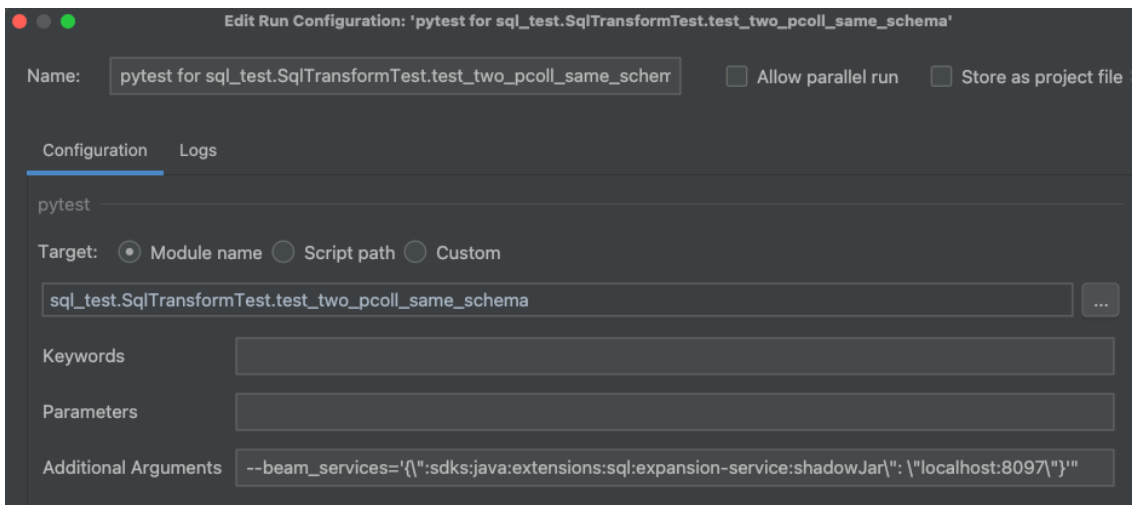 Edit Run Configuration: 'pytest for sql_test.SqlTransformTest.test_two_pcoll_same_schema'
Name: pytest for sql_test.SqlTransformTest.test_two_pcoll_same_schem Allow parallel run Store as project file
Configuration Logs
pytest
Target: Module name Script path Custom
sql_test.SqlTransformTest.test_two_pcoll_same_schema ...
Keywords
Parameters
Additional Arguments --beam_services='{\":sdks:java:extensions:sql:expansion-service:shadowJar\": \"localhost:8097\"}'"